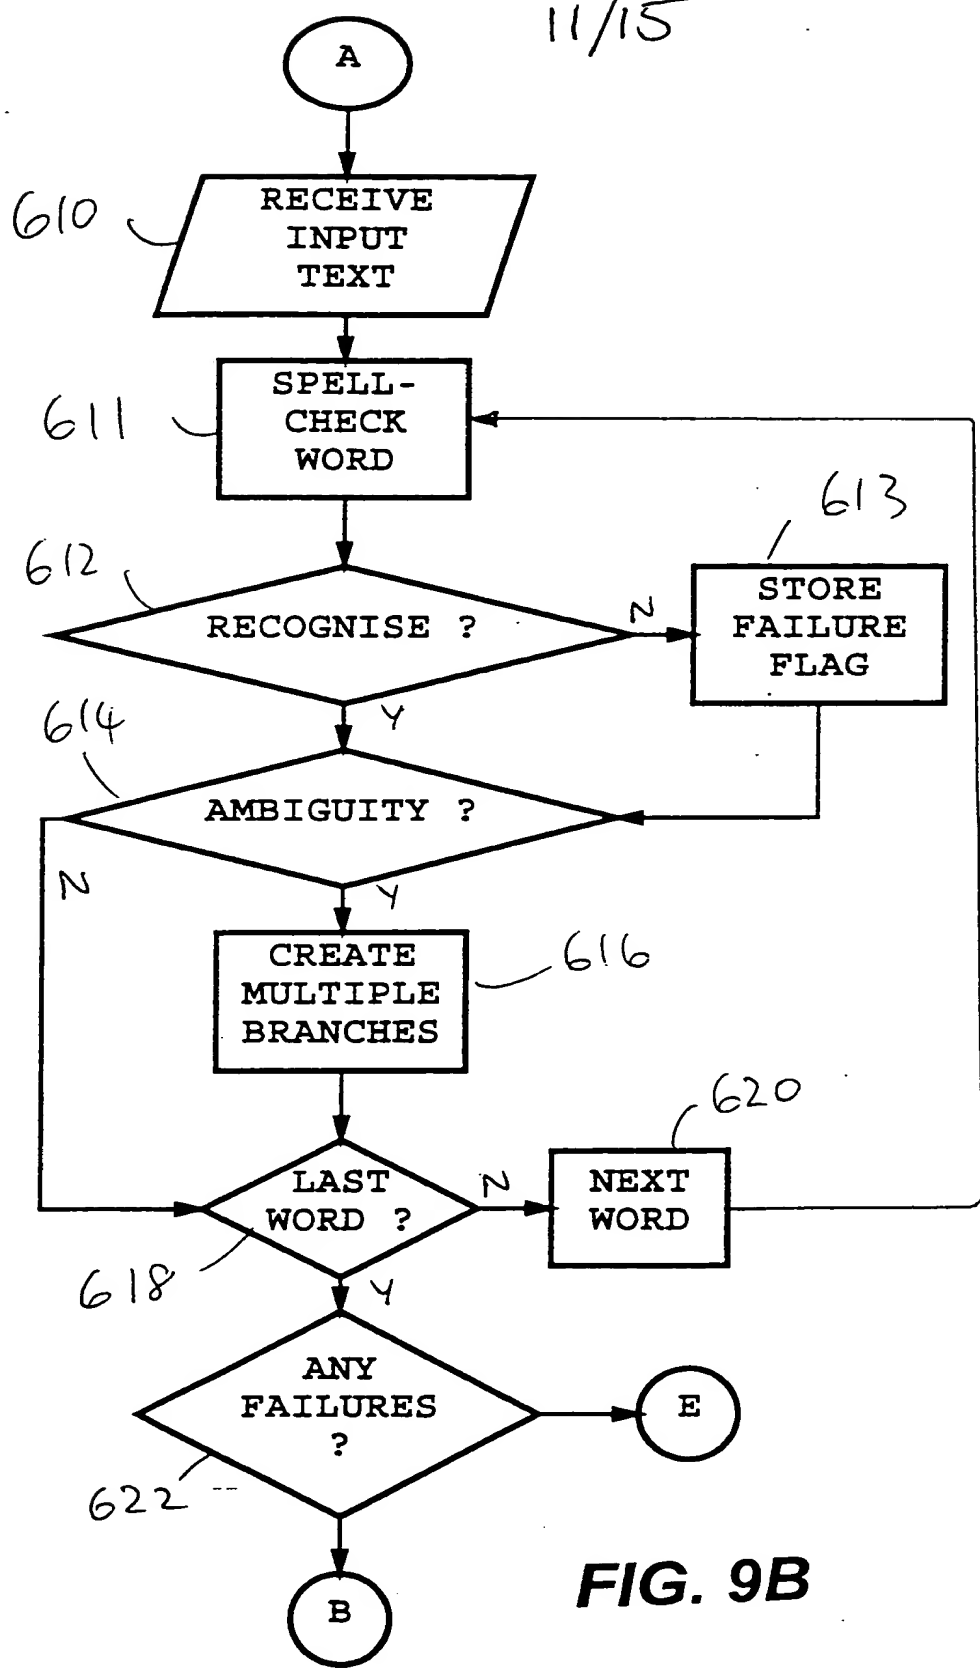 11/15
A
610
RECEIVE
INPUT
TEXT
611
SPELL-
CHECK
WORD
613
612
RECOGNISE ?
N
STORE
FAILURE
FLAG
Y
614
AMBIGUITY ?
N
Y
CREATE
MULTIPLE
BRANCHES
616
620
LAST
WORD ?
N
NEXT
WORD
618
Y
ANY
FAILURES
?
E
622
B
FIG. 9B